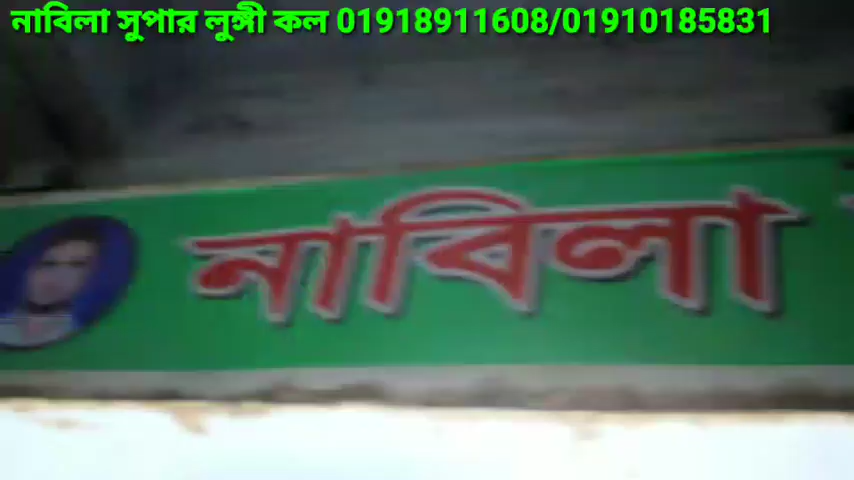 নাবিলা সুপার লুঙ্গী কল 01918911608/01910185831
নাবিলা